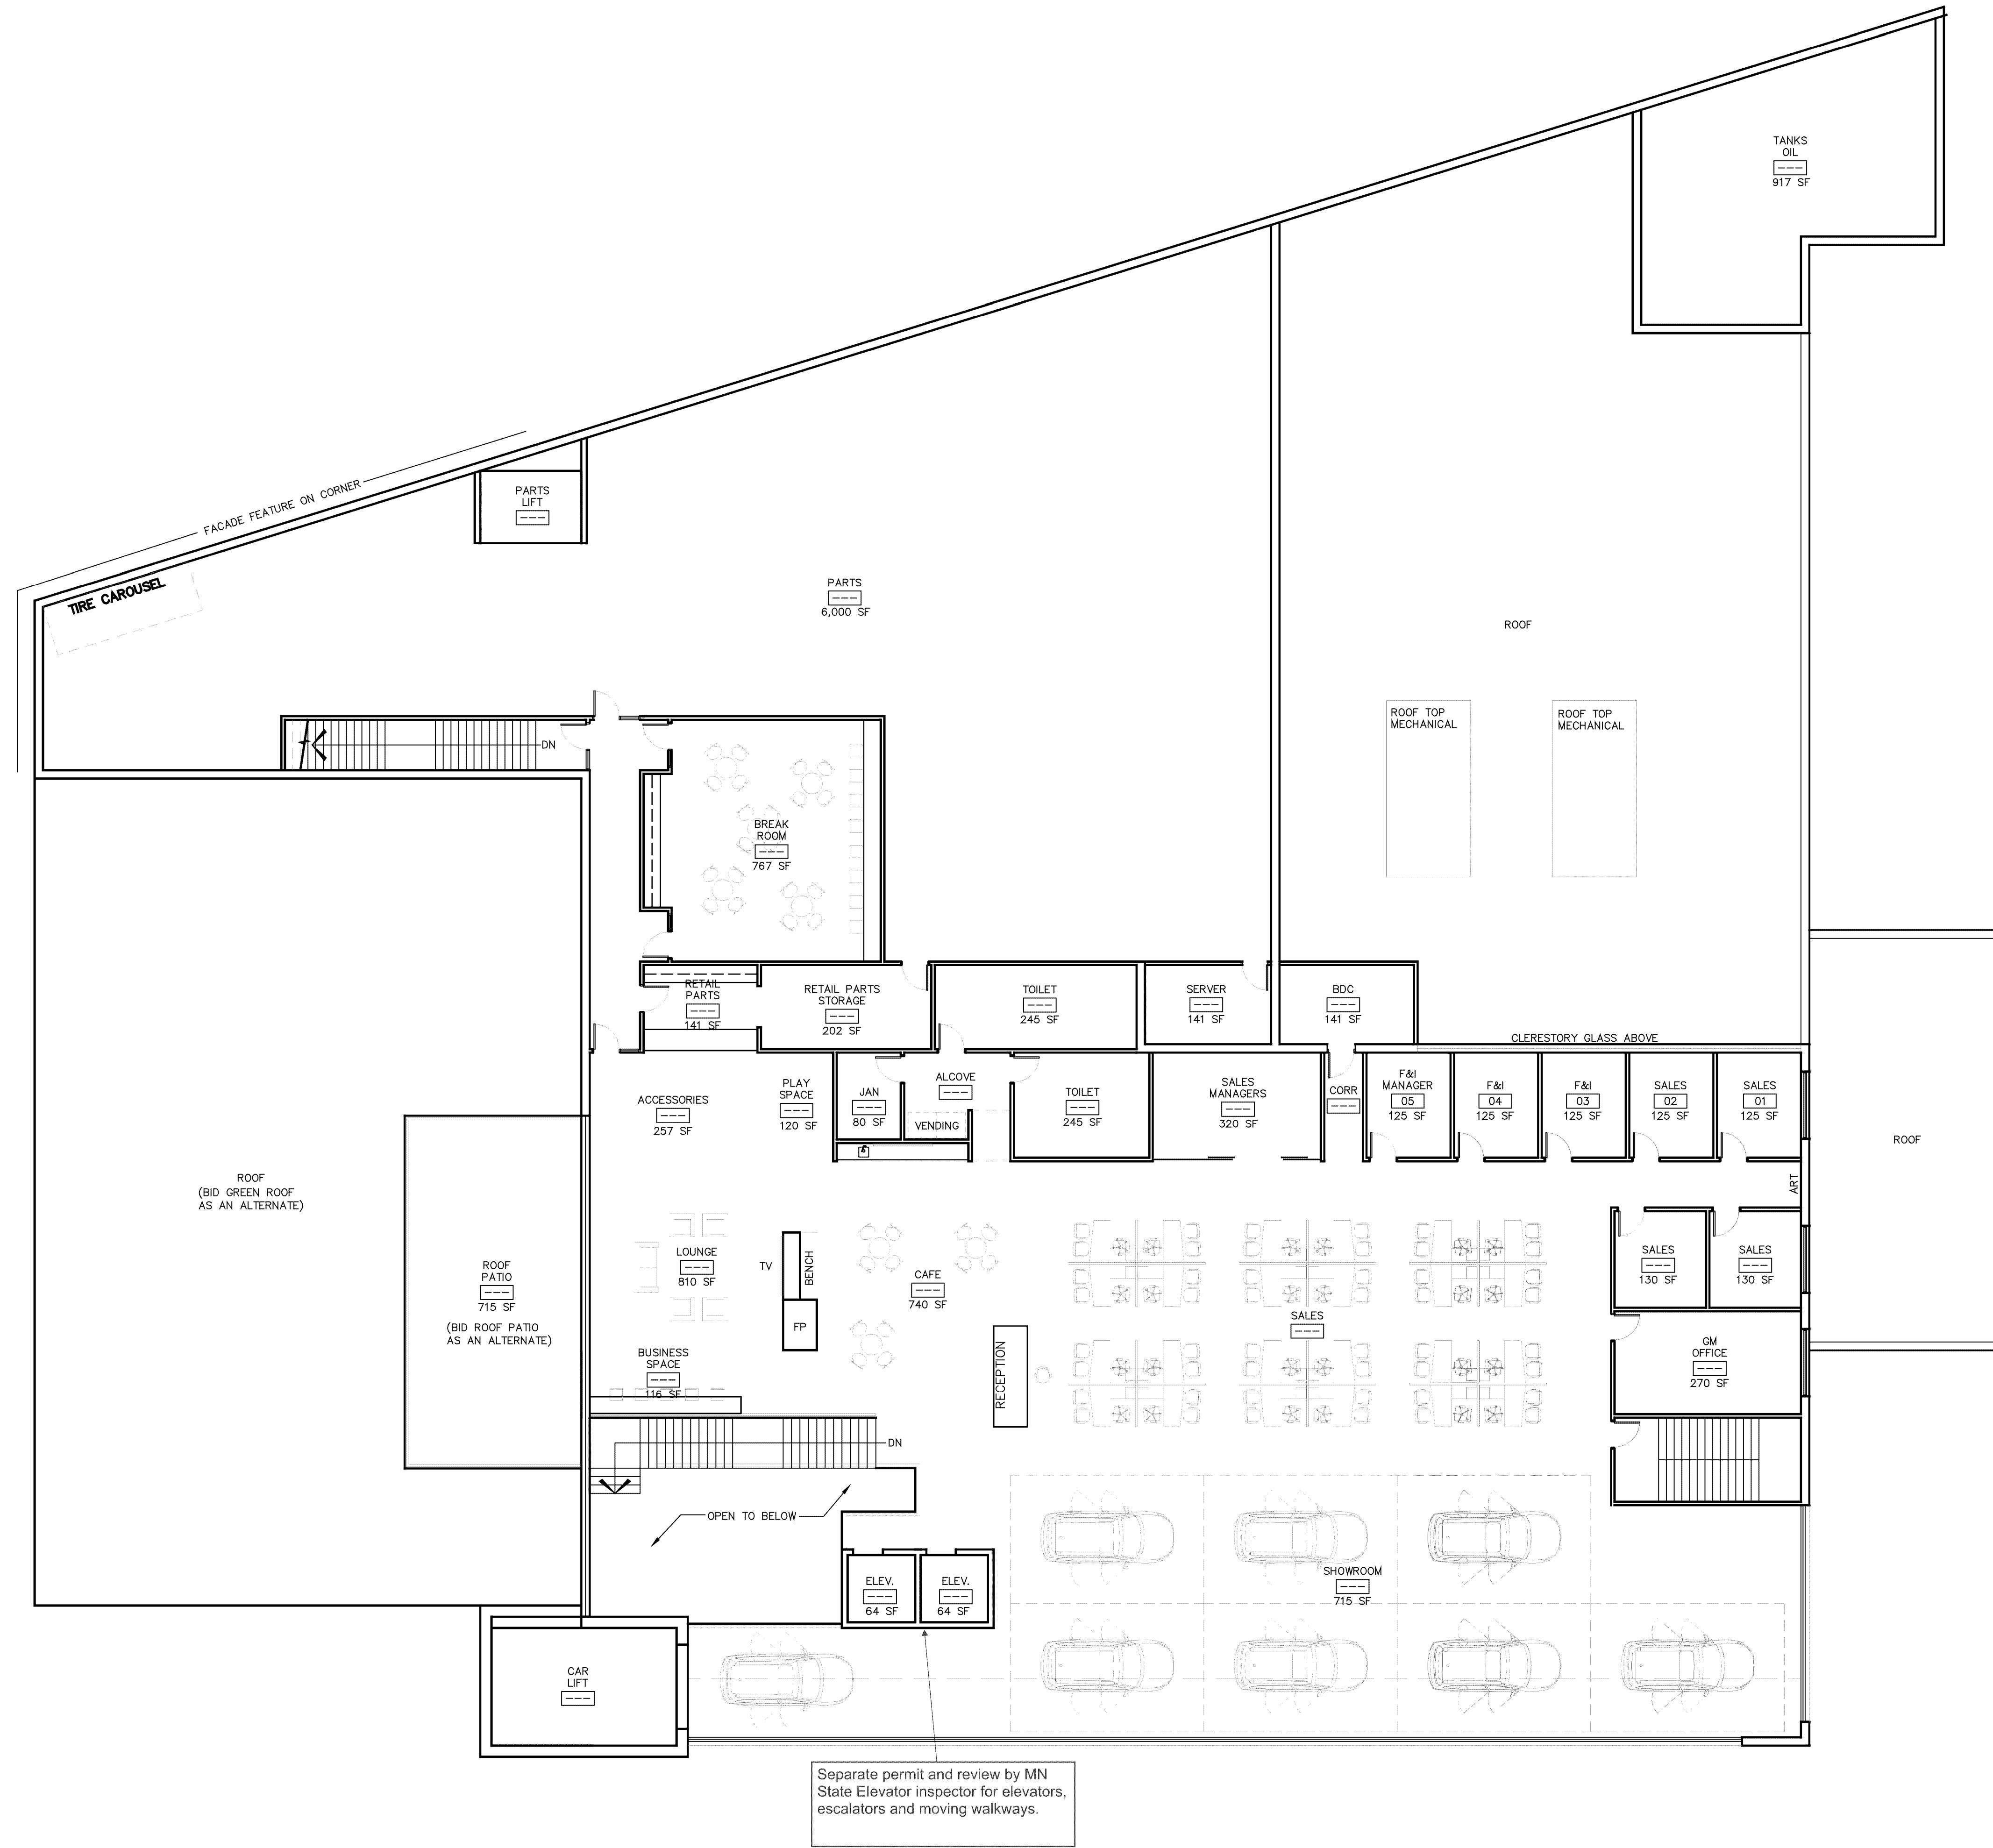 TANKS
OIL
---
917 SF
FACADE FEATURE ON CORNER
PARTS
LIFT
---
TIRE CAROUSEL
PARTS
---
6,000 SF
ROOF
ROOF TOP
MECHANICAL
ROOF TOP
MECHANICAL
DN
BREAK
ROOM
---
767 SF
RETAIL
PARTS
---
141 SF
RETAIL PARTS
STORAGE
---
202 SF
TOILET
---
245 SF
SERVER
---
141 SF
BDC
---
141 SF
CLERESTORY GLASS ABOVE
ACCESSORIES
---
257 SF
PLAY
SPACE
---
120 SF
JAN
---
80 SF
ALCOVE
---
VENDING
TOILET
---
245 SF
SALES
MANAGERS
---
320 SF
CORR
---
F&I
MANAGER
05
125 SF
F&I
04
125 SF
F&I
03
125 SF
SALES
02
125 SF
SALES
01
125 SF
ROOF
ART
ROOF
(BID GREEN ROOF
AS AN ALTERNATE)
ROOF
PATIO
---
715 SF
(BID ROOF PATIO
AS AN ALTERNATE)
LOUNGE
---
810 SF
TV
BENCH
FP
CAFE
---
740 SF
SALES
---
SALES
---
130 SF
SALES
---
130 SF
GM
OFFICE
---
270 SF
BUSINESS
SPACE
---
116 SF
RECEPTION
DN
OPEN TO BELOW
ELEV.
---
64 SF
ELEV.
---
64 SF
SHOWROOM
---
715 SF
CAR
LIFT
---
Separate permit and review by MN
State Elevator inspector for elevators,
escalators and moving walkways.